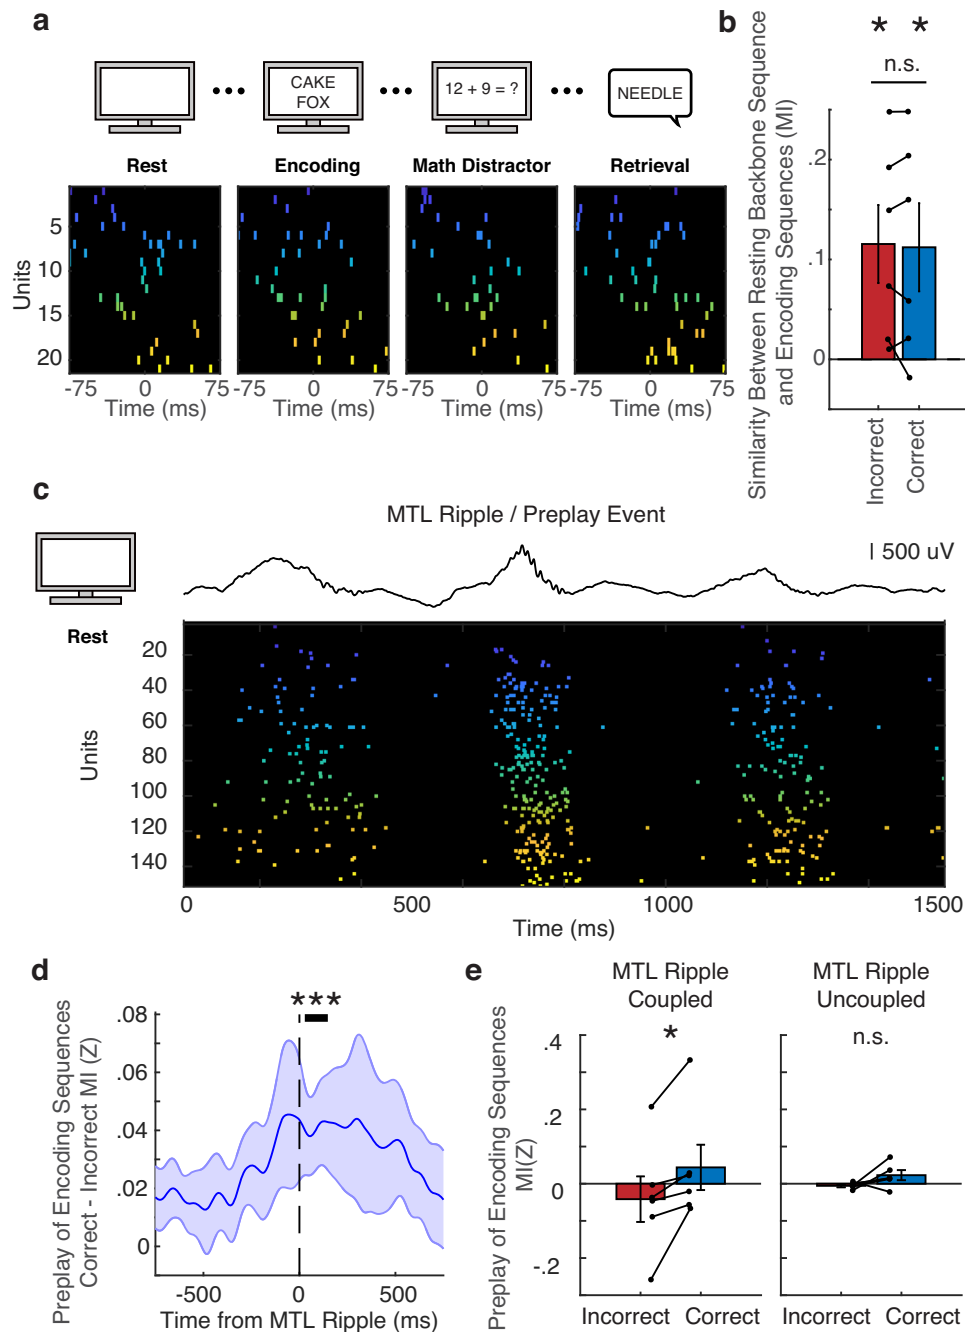 a
CAKE
FOX
12 + 9 = ?
NEEDLE
Rest
Encoding
Math Distractor
Retrieval
Units
5
10
15
20
-75 0 75
-75 0 75
-75 0 75
-75 0 75
Time (ms)
Time (ms)
Time (ms)
Time (ms)
b
* *
n.s.
Similarity Between Resting Backbone Sequence
and Encoding Sequences (MI)
.2
.1
0
Incorrect
Correct
c
MTL Ripple / Preplay Event
500 uV
Rest
Units
20
40
60
80
100
120
140
0 500 1000 1500
Time (ms)
d
***
Preplay of Encoding Sequences
Correct - Incorrect MI (Z)
.08
.06
.04
.02
0
-500 0 500
Time from MTL Ripple (ms)
e
MTL Ripple
Coupled
MTL Ripple
Uncoupled
*
n.s.
Preplay of Encoding Sequences
MI(Z)
.4
.2
0
-.2
Incorrect Correct
Incorrect Correct